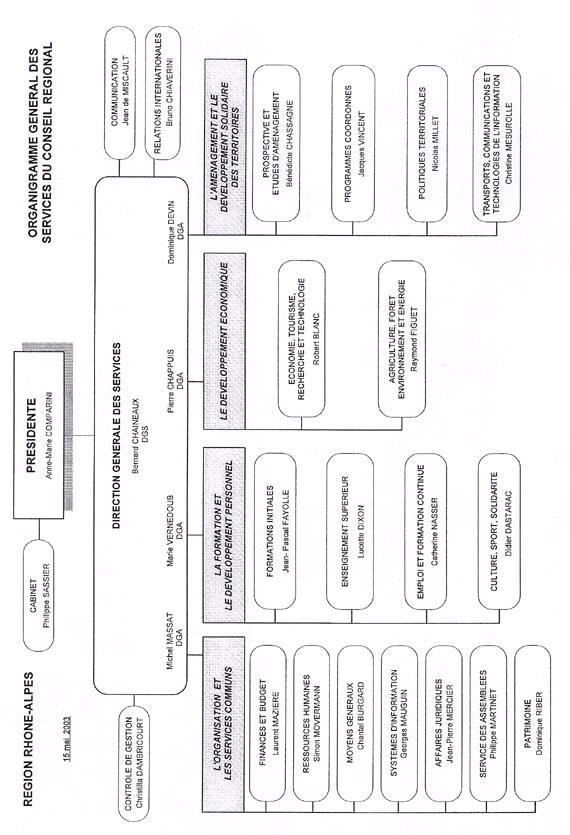 REGION RHONE-ALPES
15 mai 2003
ORGANIGRAMME GENERAL DES
SERVICES DU CONSEIL REGIONAL
PRESIDENTE
Anne-Marie COMPARINI
CABINET
Philippe SASSIER
CONTROLE DE GESTION
Christilla DAMBRICOURT
COMMUNICATION
Jean de MISCAULT
RELATIONS INTERNATIONALES
Bruno CHIAVERINI
DIRECTION GENERALE DES SERVICES
Bernard CHAINEAUX
DGS
Michel MASSAT
DGA
Marie VERNEDOUB
DGA
Pierre CHAPPUIS
DGA
Dominique DEVIN
DGA
L'ORGANISATION ET
LES SERVICES COMMUNS
FINANCES ET BUDGET
Laurent MAZIERE
RESSOURCES HUMAINES
Simon MOVERMANN
MOYENS GENERAUX
Chantal BURGARD
SYSTEMES D'INFORMATION
Georges MAUGUIN
AFFAIRES JURIDIQUES
Jean-Pierre MERCIER
SERVICE DES ASSEMBLEES
Philippe MARTINET
PATRIMOINE
Dominique RIBER
LA FORMATION ET
LE DEVELOPPEMENT PERSONNEL
FORMATIONS INITIALES
Jean- Pascal FAYOLLE
ENSEIGNEMENT SUPERIEUR
Lucette DIXON
EMPLOI ET FORMATION CONTINUE
Catherine NASSER
CULTURE, SPORT, SOLIDARITE
Didier DASTARAC
LE DEVELOPPEMENT ECONOMIQUE
ECONOMIE, TOURISME,
RECHERCHE ET TECHNOLOGIE
Robert BLANC
AGRICULTURE, FORET
ENVIRONNEMENT ET ENERGIE
Raymond FIGUET
L'AMENAGEMENT ET LE
DEVELOPPEMENT SOLIDAIRE
DES TERRITOIRES
PROSPECTIVE ET
ETUDES D'AMENAGEMENT
Bénédicte CHASSAGNE
PROGRAMMES COORDONNES
Jacques VINCENT
POLITIQUES TERRITORIALES
Nicolas MILLET
TRANSPORTS, COMMUNICATIONS ET
TECHNOLOGIES DE L'INFORMATION
Christine MESUROLLE